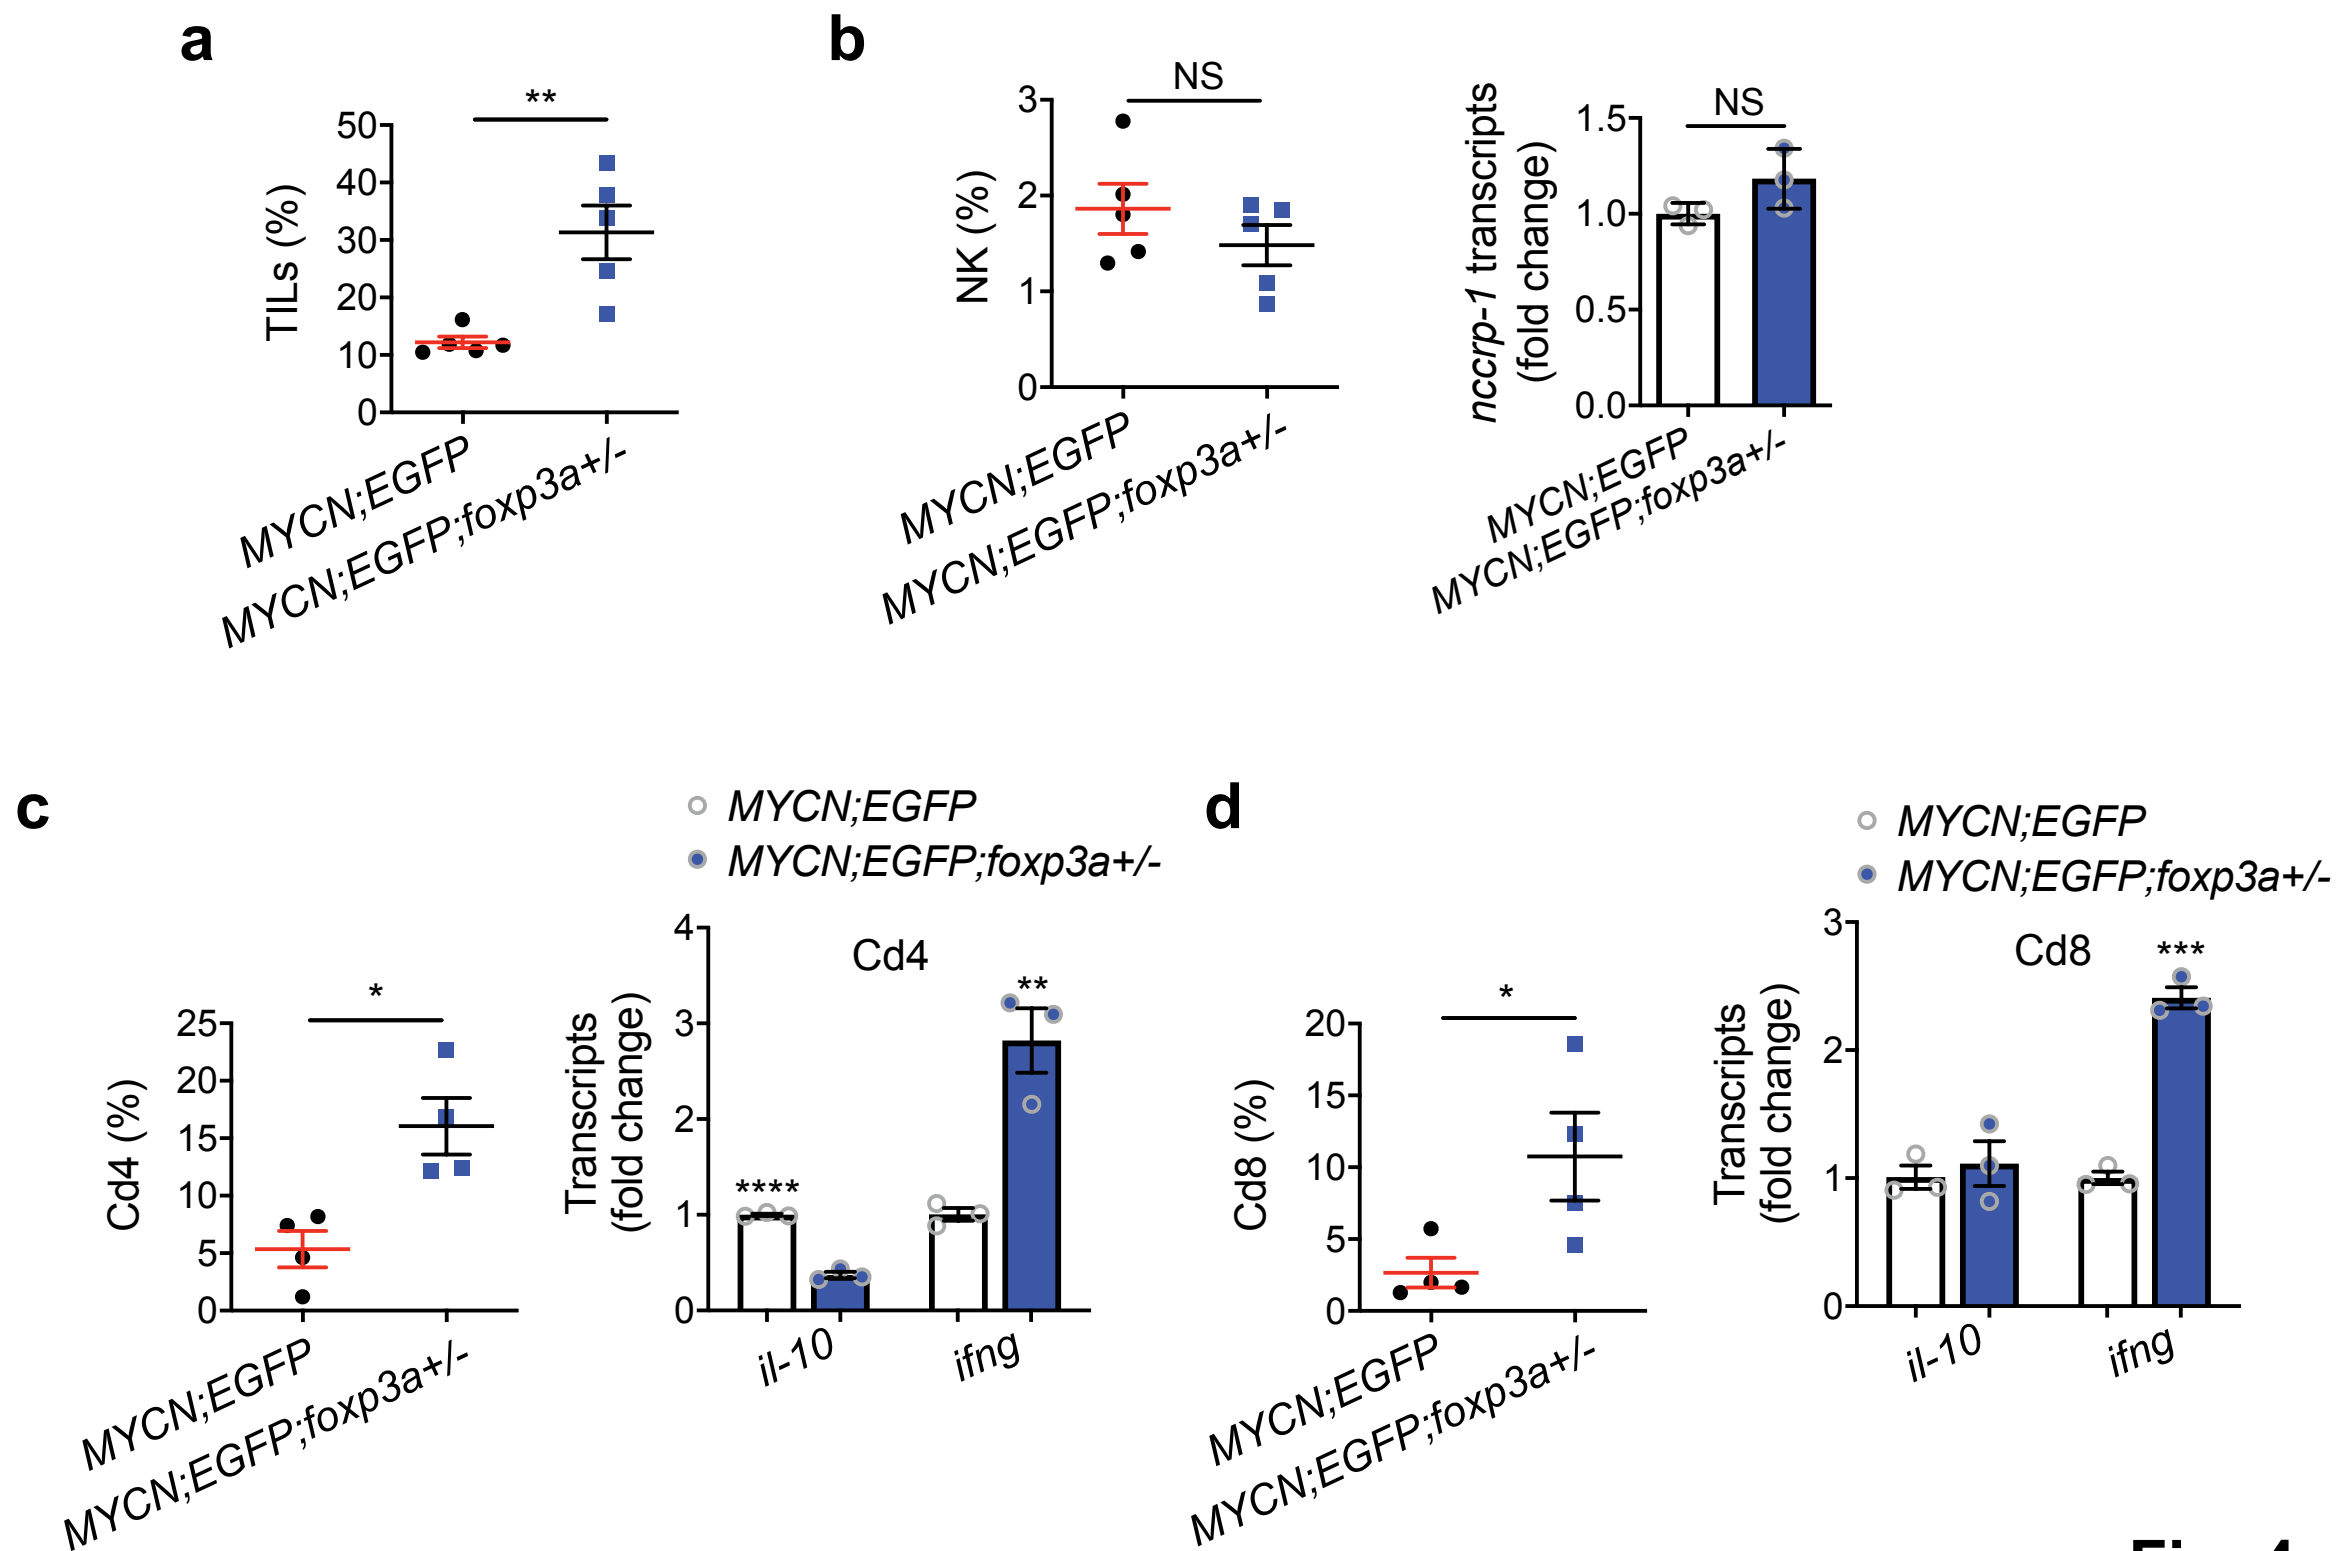 a
**
TILs (%)
50
40
30
20
10
0
MYCN;EGFP
MYCN;EGFP;foxp3a+/-
b
NS
NK (%)
3
2
1
0
MYCN;EGFP
MYCN;EGFP;foxp3a+/-
NS
nccrp-1 transcripts
(fold change)
1.5
1.0
0.5
0.0
MYCN;EGFP
MYCN;EGFP;foxp3a+/-
c
*
Cd4 (%)
25
20
15
10
5
0
MYCN;EGFP
MYCN;EGFP;foxp3a+/-
MYCN;EGFP
MYCN;EGFP;foxp3a+/-
Cd4
Transcripts
(fold change)
4
3
2
1
0
****
**
il-10
ifng
d
*
Cd8 (%)
20
15
10
5
0
MYCN;EGFP
MYCN;EGFP;foxp3a+/-
MYCN;EGFP
MYCN;EGFP;foxp3a+/-
Cd8
***
Transcripts
(fold change)
3
2
1
0
il-10
ifng